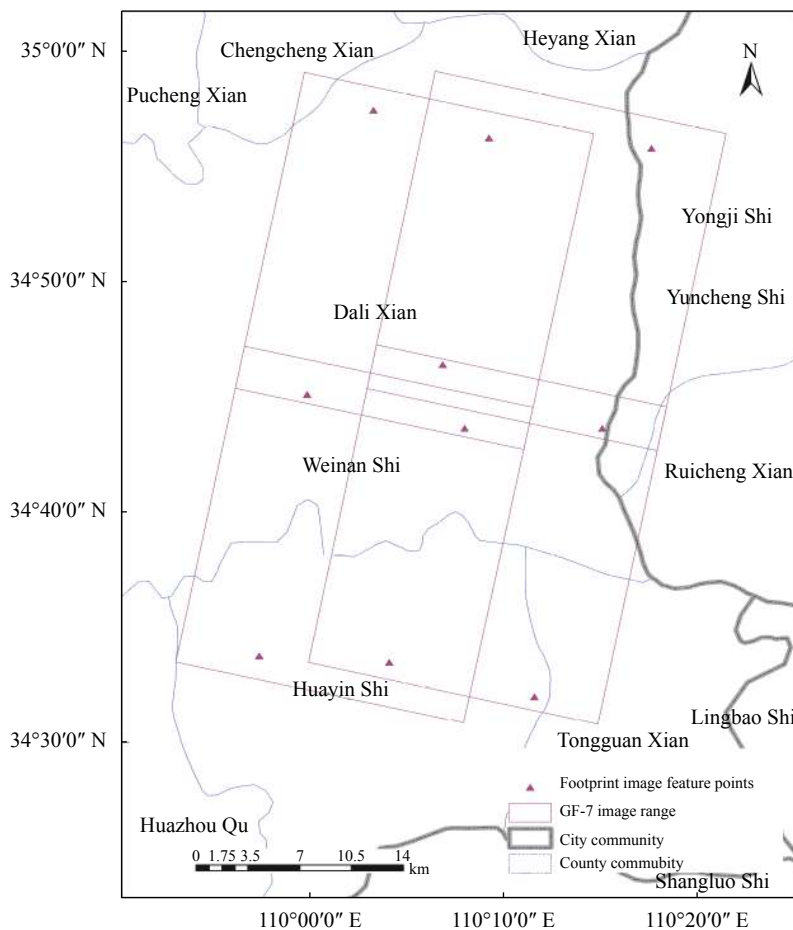 35°0′0″ N
Chengcheng Xian
Heyang Xian
N
Pucheng Xian
Yongji Shi
34°50′0″ N
Yuncheng Shi
Dali Xian
Weinan Shi
Ruicheng Xian
34°40′0″ N
Huayin Shi
Lingbao Shi
34°30′0″ N
Tongguan Xian
Footprint image feature points
GF-7 image range
Huazhou Qu
City community
0 1.75 3.5 7 10.5 14
km
County commubity
Shangluo Shi
110°00′0″ E 110°10′0″ E 110°20′0″ E